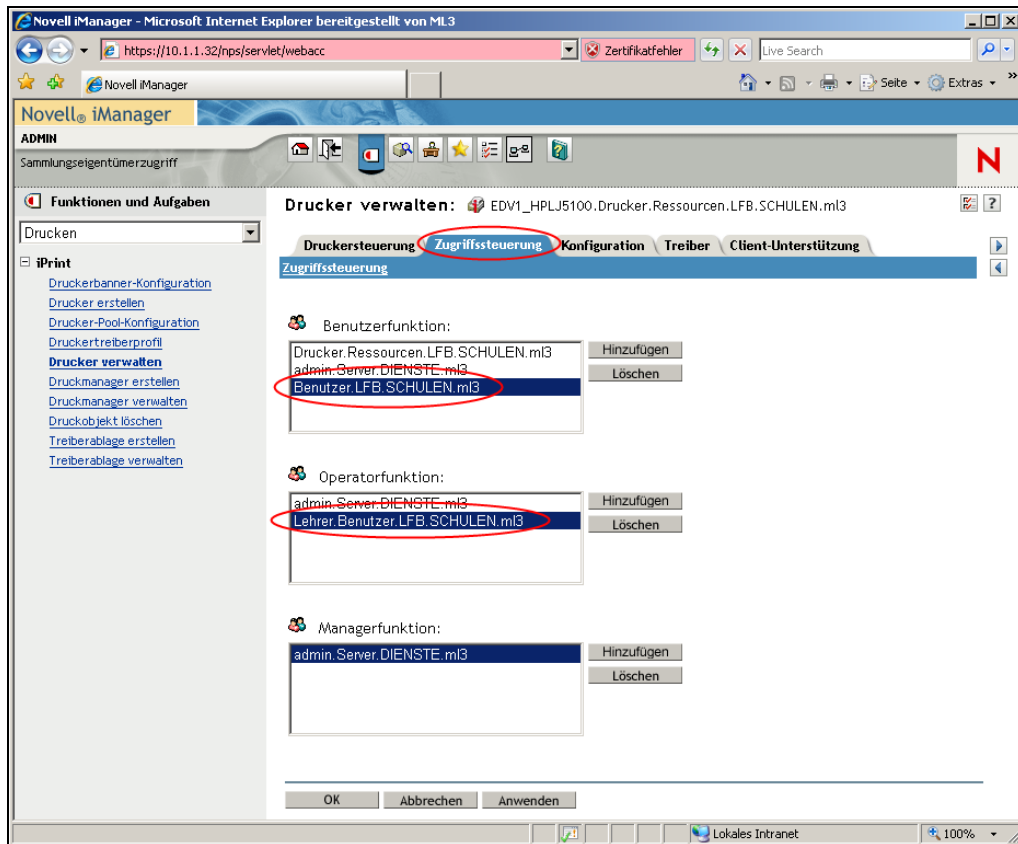 Novell iManager - Microsoft Internet Explorer bereitgestellt von ML3
https://10.1.1.32/nps/servlet/webacc
Zertifikatfehler
Live Search
Novell iManager
Seite
Extras
»
Novell® iManager
ADMIN
Sammlungseigentümerzugriff
N
Funktionen und Aufgaben
Drucken
iPrint
Druckerbanner-Konfiguration
Drucker erstellen
Drucker-Pool-Konfiguration
Druckertreiberprofil
Drucker verwalten
Druckmanager erstellen
Druckmanager verwalten
Druckobjekt löschen
Treiberablage erstellen
Treiberablage verwalten
Drucker verwalten: EDV1_HPLJ5100.Drucker.Ressourcen.LFB.SCHULEN.ml3
?
Druckersteuerung Zugriffssteuerung Konfiguration Treiber Client-Unterstützung
Zugriffssteuerung
Benutzerfunktion:
Drucker.Ressourcen.LFB.SCHULEN.ml3
admin.Server.DIENSTE.ml3
Benutzer.LFB.SCHULEN.ml3
Hinzufügen
Löschen
Operatorfunktion:
admin.Server.DIENSTE.ml3
Lehrer.Benutzer.LFB.SCHULEN.ml3
Hinzufügen
Löschen
Managerfunktion:
admin.Server.DIENSTE.ml3
Hinzufügen
Löschen
OK
Abbrechen
Anwenden
Lokales Intranet
100%